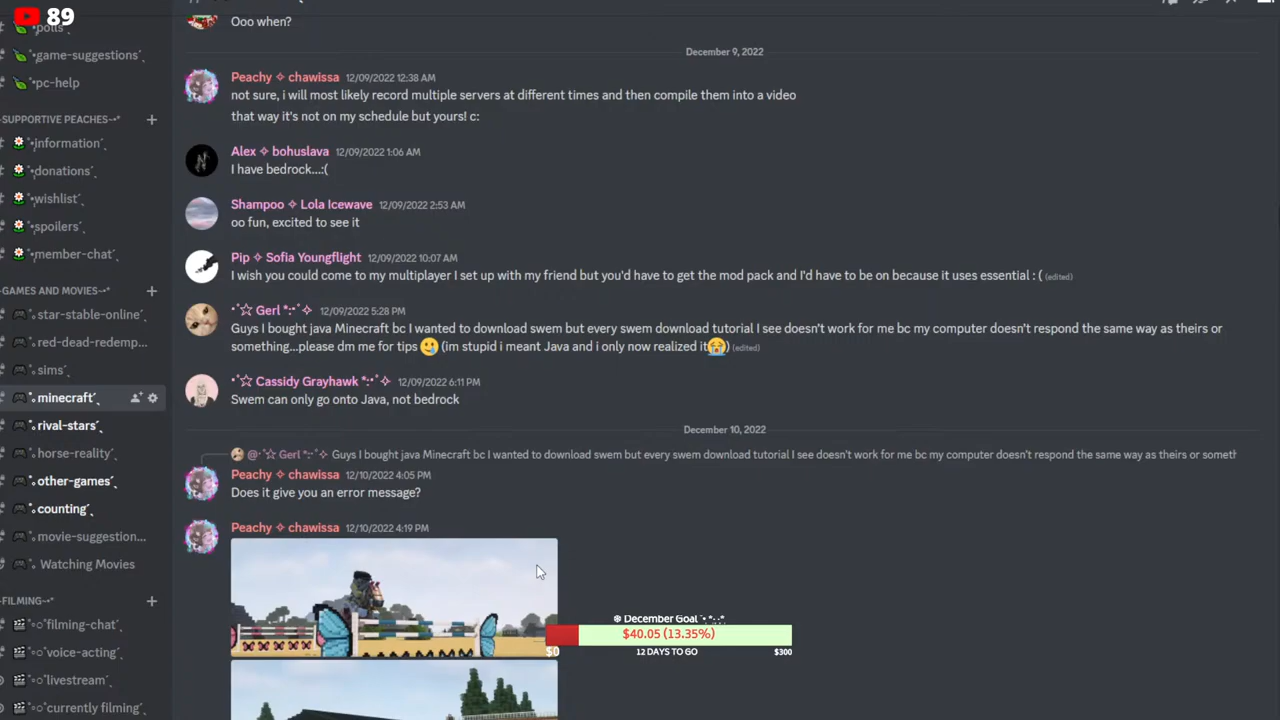 89
polls
game-suggestions
pc-help
SUPPORTIVE PEACHES
information
donations
wishlist
spoilers
member-chat
GAMES AND MOVIES
star-stable-online
red-dead-redemp...
sims
minecraft
rival-stars
horse-reality
other-games
counting
movie-suggestion...
Watching Movies
FILMING
filming-chat
voice-acting
livestream
currently filming
Ooo when?
December 9, 2022
Peachy ✧ chawissa 12/09/2022 12:38 AM
not sure, i will most likely record multiple servers at different times and then compile them into a video
that way it's not on my schedule but yours! c:
Alex ✧ bohuslava 12/09/2022 1:06 AM
I have bedrock...:(
Shampoo ✧ Lola Icewave 12/09/2022 2:53 AM
oo fun, excited to see it
Pip ✧ Sofia Youngflight 12/09/2022 10:07 AM
I wish you could come to my multiplayer I set up with my friend but you'd have to get the mod pack and I'd have to be on because it uses essential : ( (edited)
Gerl 12/09/2022 5:28 PM
Guys I bought java Minecraft bc I wanted to download swem but every swem download tutorial I see doesn't work for me bc my computer doesn't respond the same way as theirs or
something...please dm me for tips 🥲 (im stupid i meant Java and i only now realized it😭) (edited)
Cassidy Grayhawk 12/09/2022 6:11 PM
Swem can only go onto Java, not bedrock
December 10, 2022
@ Gerl Guys I bought java Minecraft bc I wanted to download swem but every swem download tutorial I see doesn't work for me bc my computer doesn't respond the same way as theirs or someth
Peachy ✧ chawissa 12/10/2022 4:05 PM
Does it give you an error message?
Peachy ✧ chawissa 12/10/2022 4:19 PM
❄ December Goal
$40.05 (13.35%)
$0 12 DAYS TO GO $300